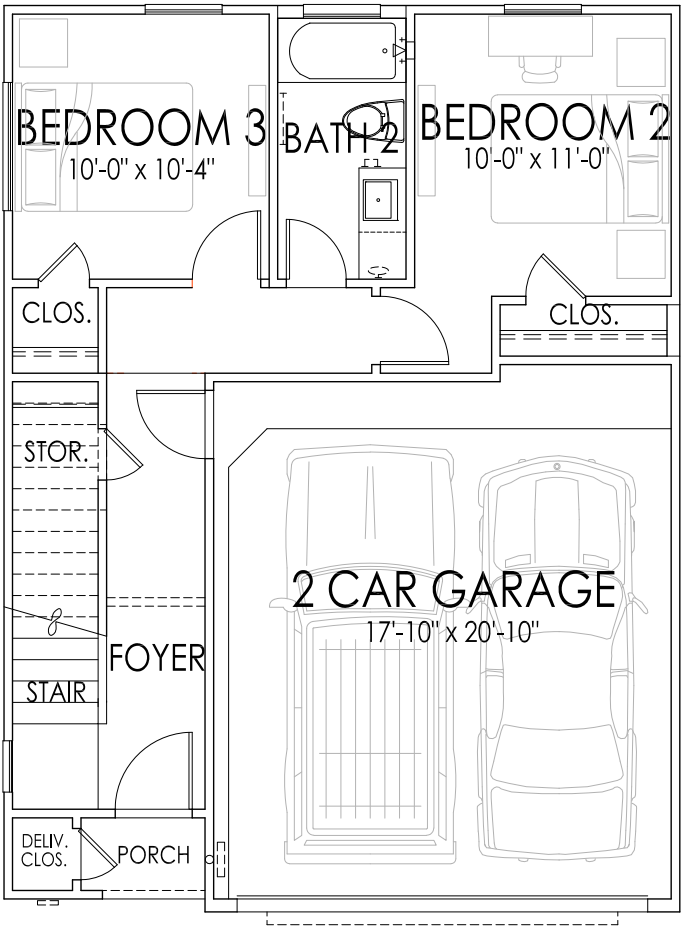 BEDROOM 3
10'-0" x 10'-4"
BATH 2
BEDROOM 2
10'-0" x 11'-0"
CLOS.
CLOS.
STOR.
2 CAR GARAGE
17'-10" x 20'-10"
FOYER
STAIR
DELIV.
CLOS.
PORCH